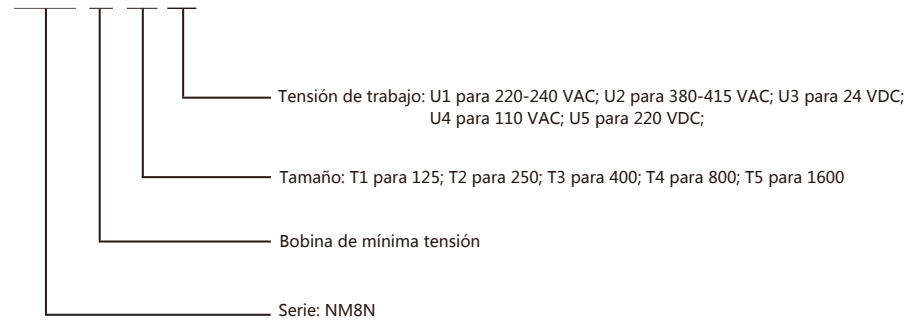 Tensión de trabajo: U1 para 220-240 VAC; U2 para 380-415 VAC; U3 para 24 VDC;
U4 para 110 VAC; U5 para 220 VDC;
Tamaño: T1 para 125; T2 para 250; T3 para 400; T4 para 800; T5 para 1600
Bobina de mínima tensión
Serie: NM8N